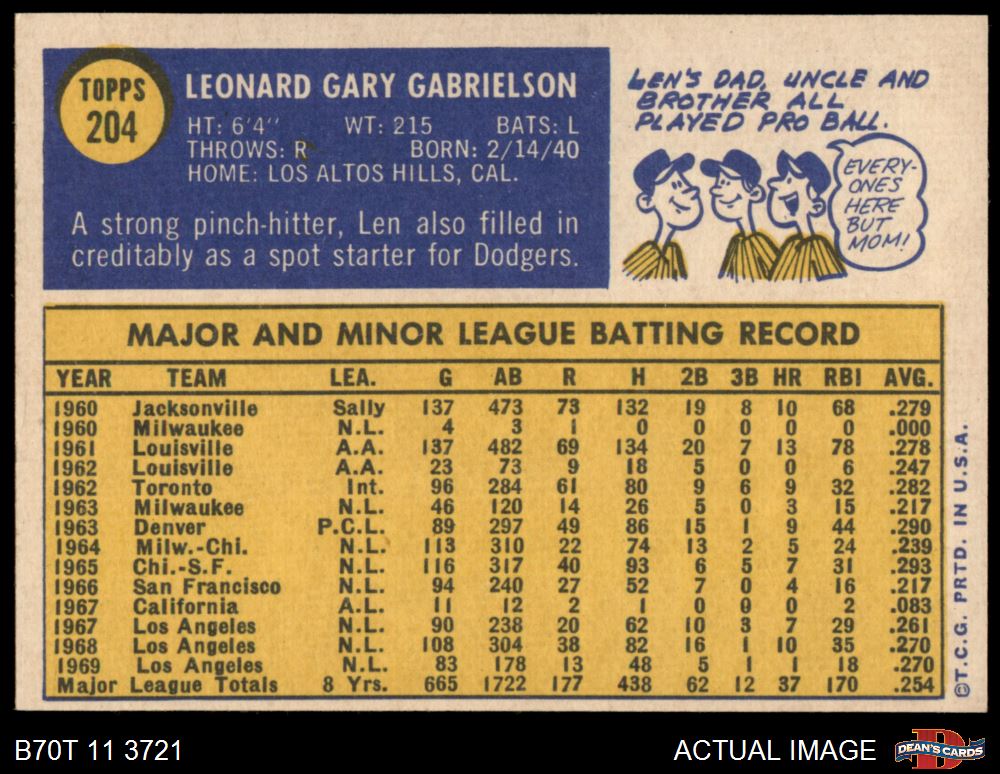 TOPPS
204
LEONARD GARY GABRIELSON
HT: 6'4" WT: 215 BATS: L
THROWS: R BORN: 2/14/40
HOME: LOS ALTOS HILLS, CAL.
A strong pinch-hitter, Len also filled in
creditably as a spot starter for Dodgers.
LEN'S DAD, UNCLE AND
BROTHER ALL
PLAYED PRO BALL.
EVERY-
ONES
HERE
BUT
MOM!
MAJOR AND MINOR LEAGUE BATTING RECORD
YEAR TEAM LEA. G AB R H 2B 3B HR RBI AVG.
1960 Jacksonville Sally 137 473 73 132 19 8 10 68 .279
1960 Milwaukee N.L. 4 3 1 0 0 0 0 0 .000
1961 Louisville A.A. 137 482 69 134 20 7 13 78 .278
1962 Louisville A.A. 23 73 9 18 5 0 0 6 .247
1962 Toronto Int. 96 284 61 80 9 6 9 32 .282
1963 Milwaukee N.L. 46 120 14 26 5 0 3 15 .217
1963 Denver P.C.L. 89 297 49 86 15 1 9 44 .290
1964 Milw.-Chi. N.L. 113 310 22 74 13 2 5 24 .239
1965 Chi.-S.F. N.L. 116 317 40 93 6 5 7 31 .293
1966 San Francisco N.L. 94 240 27 52 7 0 4 16 .217
1967 California A.L. 11 12 2 1 0 0 0 2 .083
1967 Los Angeles N.L. 90 238 20 62 10 3 7 29 .261
1968 Los Angeles N.L. 108 304 38 82 16 1 10 35 .270
1969 Los Angeles N.L. 83 178 13 48 5 1 1 18 .270
Major League Totals 8 Yrs. 665 1722 177 438 62 12 37 170 .254
©T.C.G. PRTD. IN U.S.A.
B70T 11 3721
ACTUAL IMAGE
DEAN'S CARDS